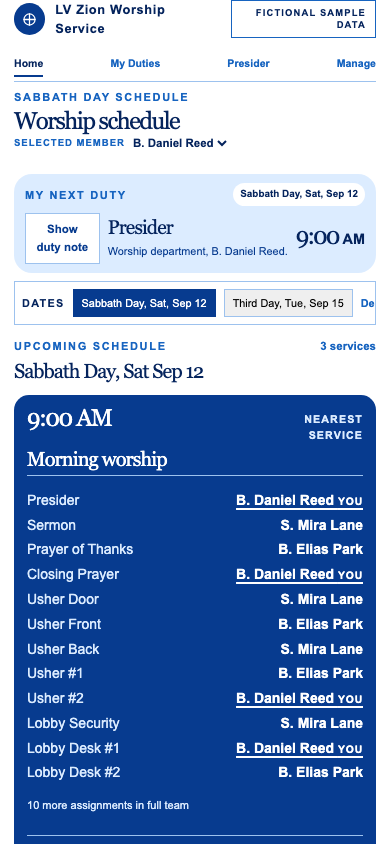 LV Zion Worship
Service
FICTIONAL SAMPLE
DATA
Home My Duties Presider Manage
SABBATH DAY SCHEDULE
Worship schedule
SELECTED MEMBER B. Daniel Reed
MY NEXT DUTY Sabbath Day, Sat, Sep 12
Show
duty note
Presider
Worship department, B. Daniel Reed.
9:00 AM
DATES Sabbath Day, Sat, Sep 12 Third Day, Tue, Sep 15 De
UPCOMING SCHEDULE 3 services
Sabbath Day, Sat Sep 12
9:00 AM NEAREST
SERVICE
Morning worship
Presider B. Daniel Reed YOU
Sermon S. Mira Lane
Prayer of Thanks B. Elias Park
Closing Prayer B. Daniel Reed YOU
Usher Door S. Mira Lane
Usher Front B. Elias Park
Usher Back S. Mira Lane
Usher #1 B. Elias Park
Usher #2 B. Daniel Reed YOU
Lobby Security S. Mira Lane
Lobby Desk #1 B. Daniel Reed YOU
Lobby Desk #2 B. Elias Park
10 more assignments in full team